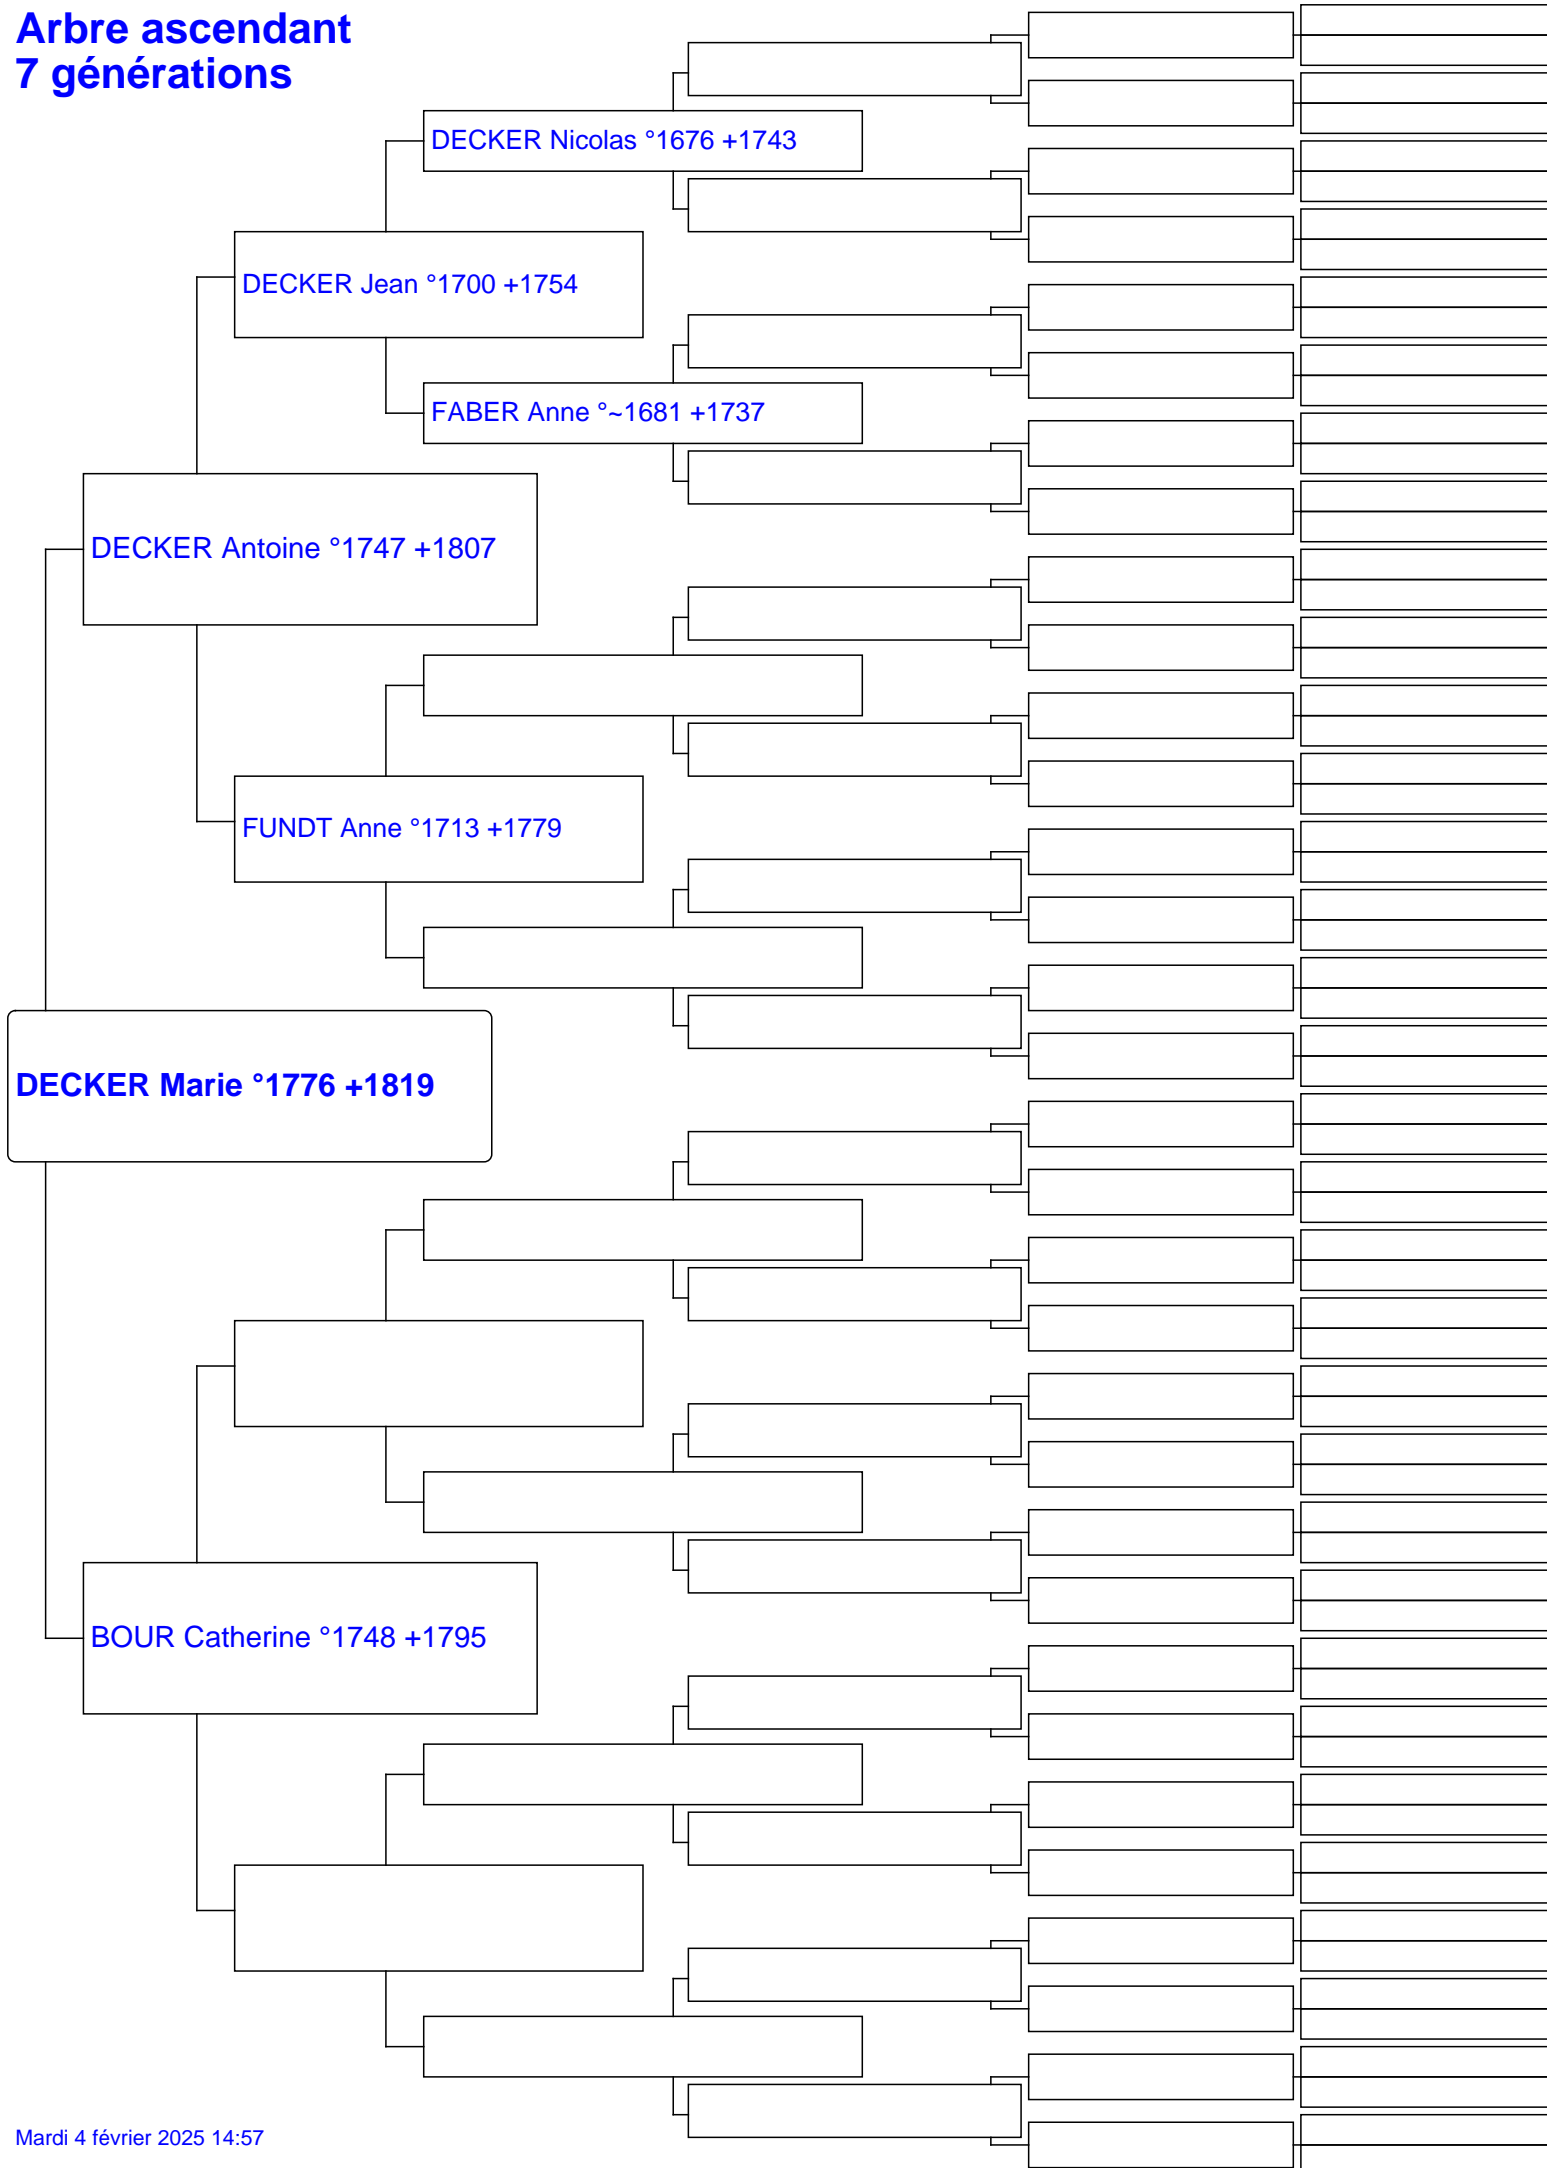 Arbre ascendant
7 générations
DECKER Nicolas °1676 +1743
DECKER Jean °1700 +1754
FABER Anne °~1681 +1737
DECKER Antoine °1747 +1807
FUNDT Anne °1713 +1779
DECKER Marie °1776 +1819
BOUR Catherine °1748 +1795
Mardi 4 février 2025 14:57